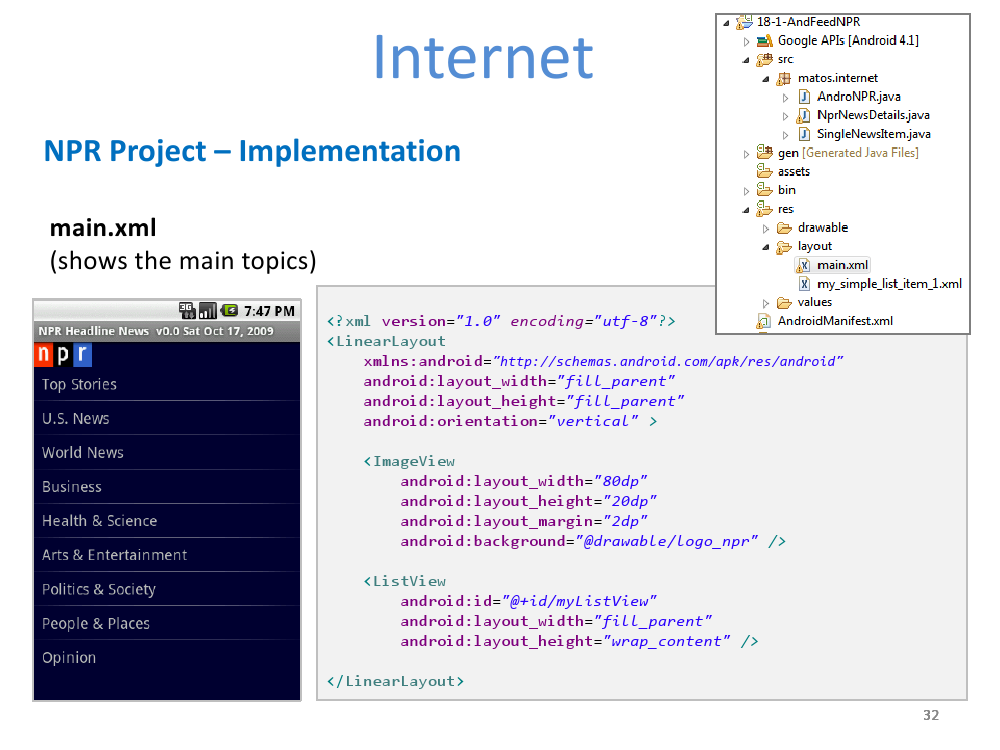 Internet
18-1-AndFeedNPR
Google APIs [Android 4.1]
src
matos.internet
AndroNPR.java
NprNewsDetails.java
SingleNewsItem.java
gen [Generated Java Files]
assets
bin
res
drawable
layout
main.xml
my_simple_list_item_1.xml
values
AndroidManifest.xml
NPR Project – Implementation
main.xml
(shows the main topics)
3G 7:47 PM
NPR Headline News v0.0 Sat Oct 17, 2009
n p r
Top Stories
U.S. News
World News
Business
Health & Science
Arts & Entertainment
Politics & Society
People & Places
Opinion
<?xml version="1.0" encoding="utf-8"?>
<LinearLayout
xmlns:android="http://schemas.android.com/apk/res/android"
android:layout_width="fill_parent"
android:layout_height="fill_parent"
android:orientation="vertical" >
<ImageView
android:layout_width="80dp"
android:layout_height="20dp"
android:layout_margin="2dp"
android:background="@drawable/logo_npr" />
<ListView
android:id="@+id/myListView"
android:layout_width="fill_parent"
android:layout_height="wrap_content" />
</LinearLayout>
32